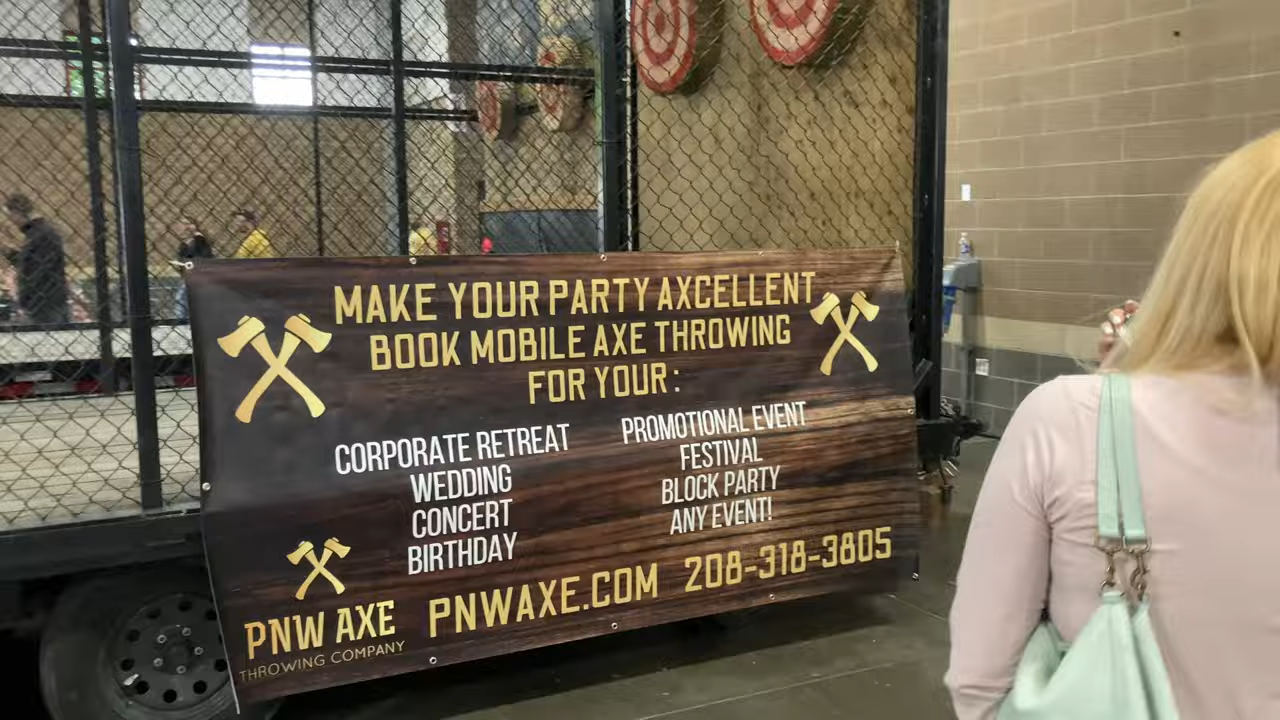 MAKE YOUR PARTY AXCELLENT
BOOK MOBILE AXE THROWING
FOR YOUR:
CORPORATE RETREAT
WEDDING
CONCERT
BIRTHDAY
PROMOTIONAL EVENT
FESTIVAL
BLOCK PARTY
ANY EVENT!
PNW AXE
THROWING COMPANY
PNWAXE.COM 208-318-3805